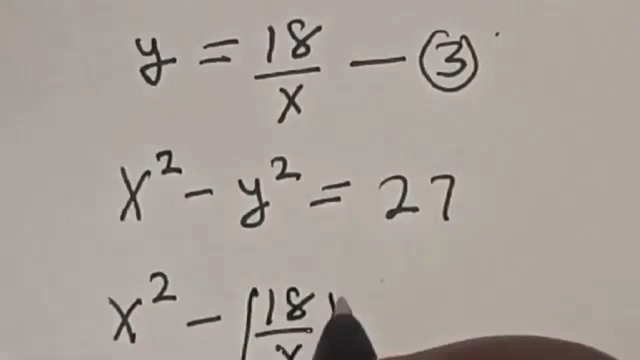 y = 18/x — ③
x² - y² = 27
x² - (18/x